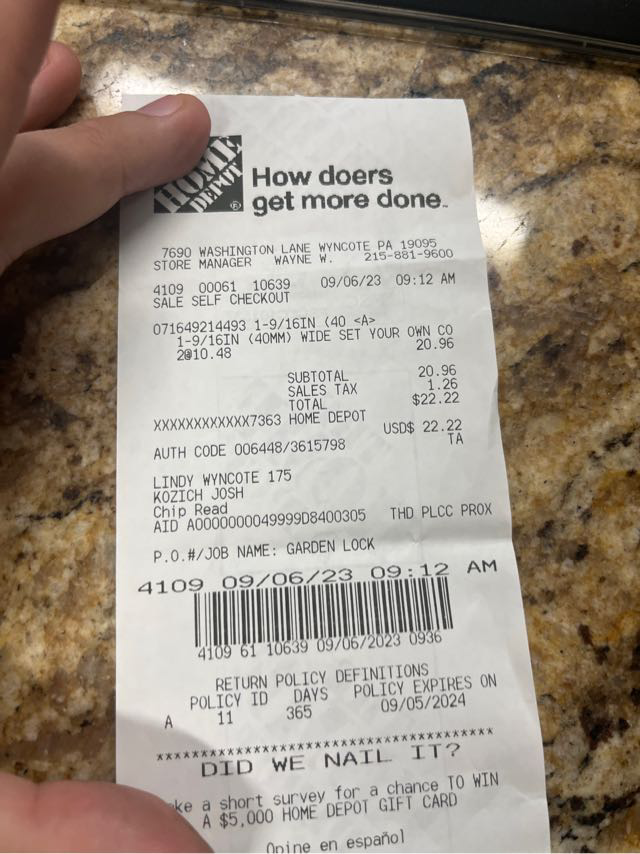 HOME
DEPOT
®
How doers
get more done™
7690 WASHINGTON LANE WYNCOTE PA 19095
STORE MANAGER WAYNE W. 215-881-9600
4109 00061 10639 09/06/23 09:12 AM
SALE SELF CHECKOUT
071649214493 1-9/16IN (40 <A>
1-9/16IN (40MM) WIDE SET YOUR OWN CO
2@10.48 20.96
SUBTOTAL 20.96
SALES TAX 1.26
TOTAL $22.22
XXXXXXXXXXXX7363 HOME DEPOT
USD$ 22.22
AUTH CODE 006448/3615798 TA
LINDY WYNCOTE 175
KOZICH JOSH
Chip Read
AID A0000000049999D8400305 THD PLCC PROX
P.O.#/JOB NAME: GARDEN LOCK
4109 09/06/23 09:12 AM
4109 61 10639 09/06/2023 0936
RETURN POLICY DEFINITIONS
POLICY ID DAYS POLICY EXPIRES ON
A 11 365 09/05/2024
DID WE NAIL IT?
ke a short survey for a chance TO WIN
A $5,000 HOME DEPOT GIFT CARD
Opine en español